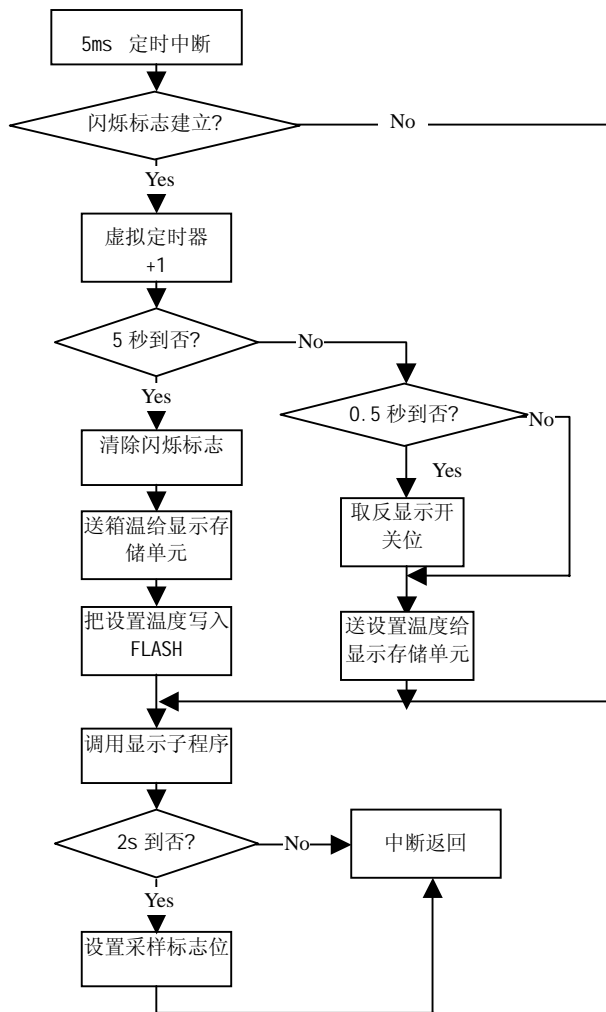 5ms 定时中断
闪烁标志建立?
No
Yes
虚拟定时器
+1
5 秒到否?
No
Yes
0.5 秒到否?
No
Yes
清除闪烁标志
取反显示开
关位
送箱温给显示存
储单元
把设置温度写入
FLASH
送设置温度给
显示存储单元
调用显示子程序
2s 到否?
No
中断返回
Yes
设置采样标志位